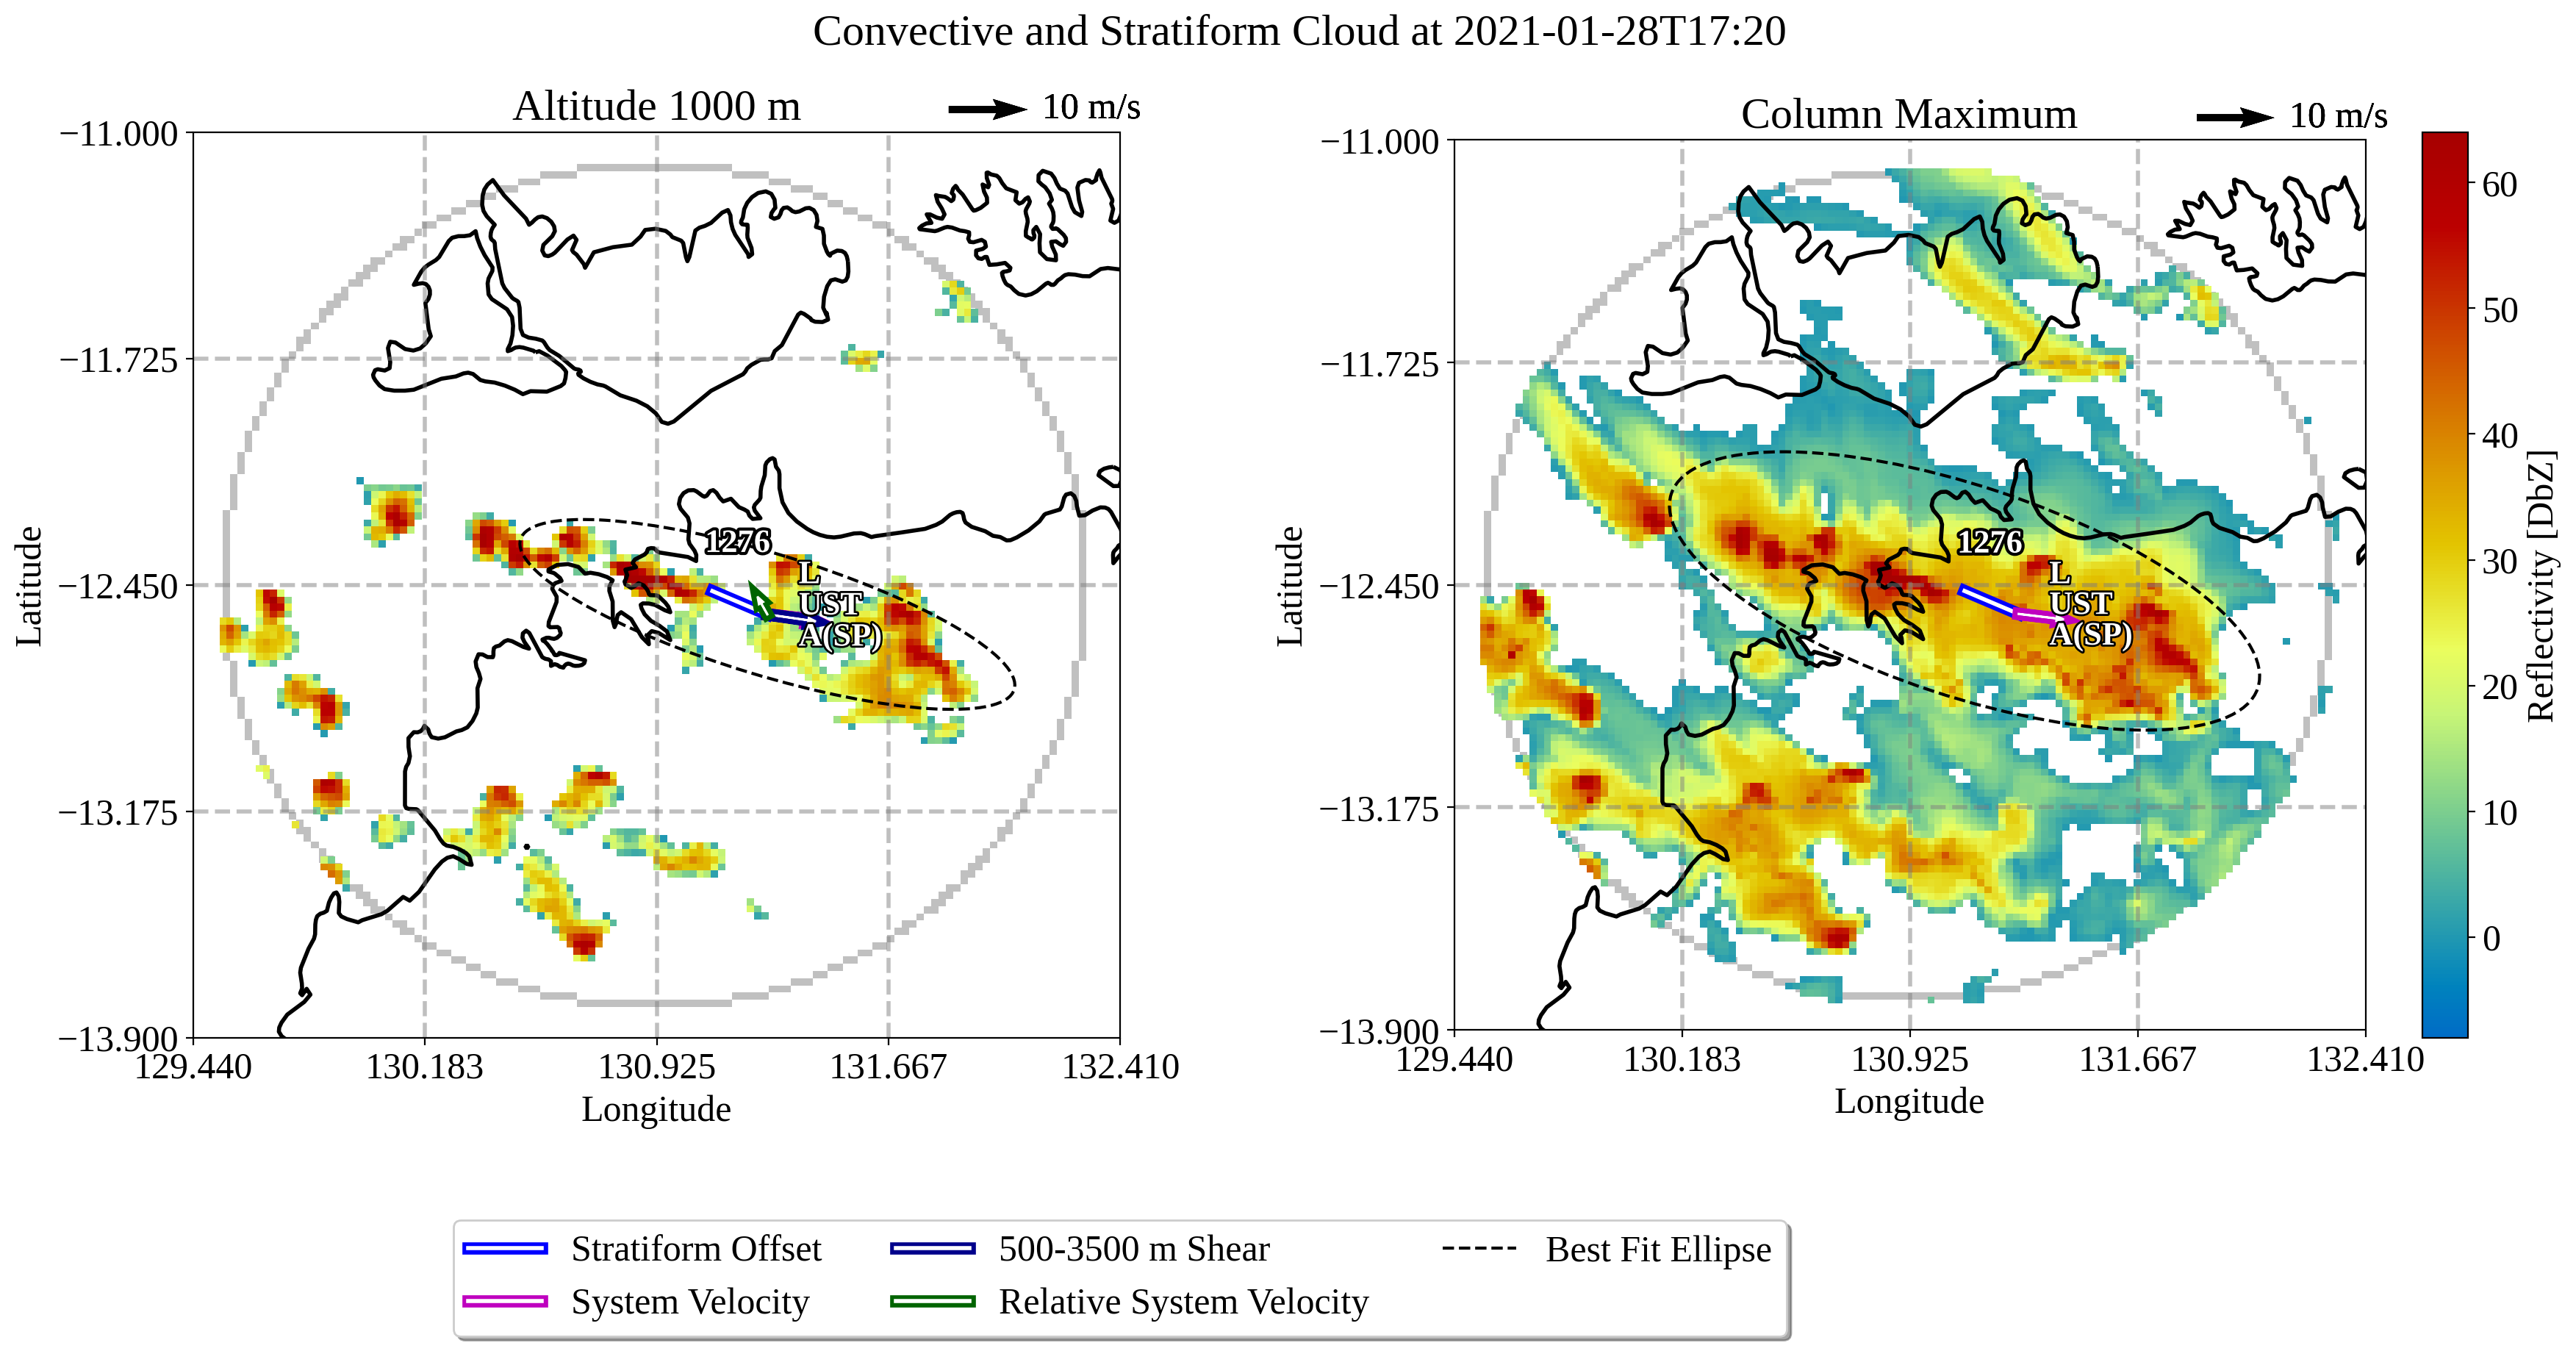 Convective and Stratiform Cloud at 2021-01-28T17:20
Altitude 1000 m
10 m/s
−11.000
−11.725
−12.450
−13.175
−13.900
Latitude
129.440
130.183
130.925
131.667
132.410
Longitude
1276
L
UST
A(SP)
Column Maximum
10 m/s
−11.000
−11.725
−12.450
−13.175
−13.900
Latitude
129.440
130.183
130.925
131.667
132.410
Longitude
1276
L
UST
A(SP)
60
50
40
30
20
10
0
Reflectivity [DbZ]
Stratiform Offset
System Velocity
500-3500 m Shear
Relative System Velocity
Best Fit Ellipse